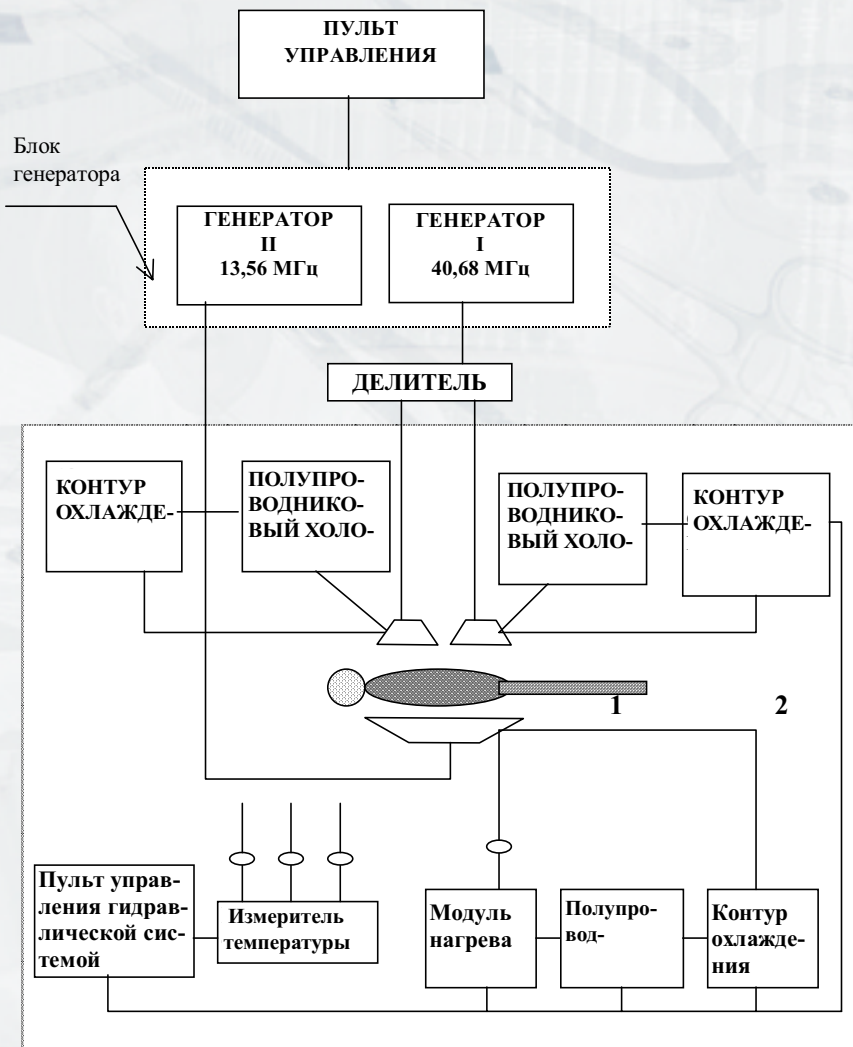 ПУЛЬТ
УПРАВЛЕНИЯ
Блок
генератора
ГЕНЕРАТОР
II
13,56 МГц
ГЕНЕРАТОР
I
40,68 МГц
ДЕЛИТЕЛЬ
КОНТУР
ОХЛАЖДЕ-
ПОЛУПРО-
ВОДНИКО-
ВЫЙ ХОЛО-
ПОЛУПРО-
ВОДНИКО-
ВЫЙ ХОЛО-
КОНТУР
ОХЛАЖДЕ-
1
2
Пульт управ-
ления гидрав-
лической сис-
темой
Измеритель
температуры
Модуль
нагрева
Полупро-
вод-
Контур
охлажде-
ния